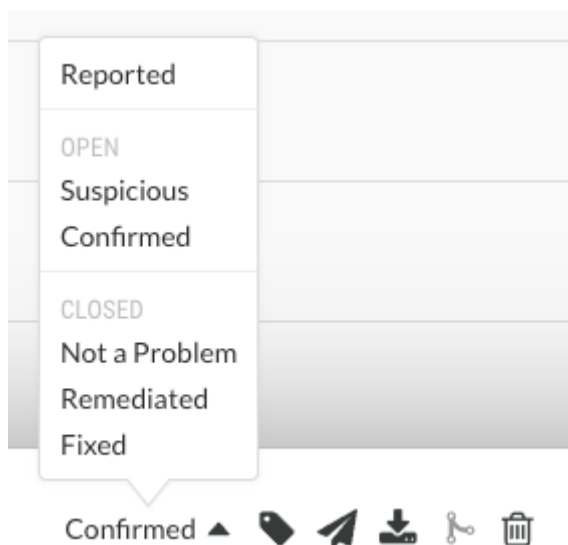 Reported
OPEN
Suspicious
Confirmed
CLOSED
Not a Problem
Remediated
Fixed
Confirmed